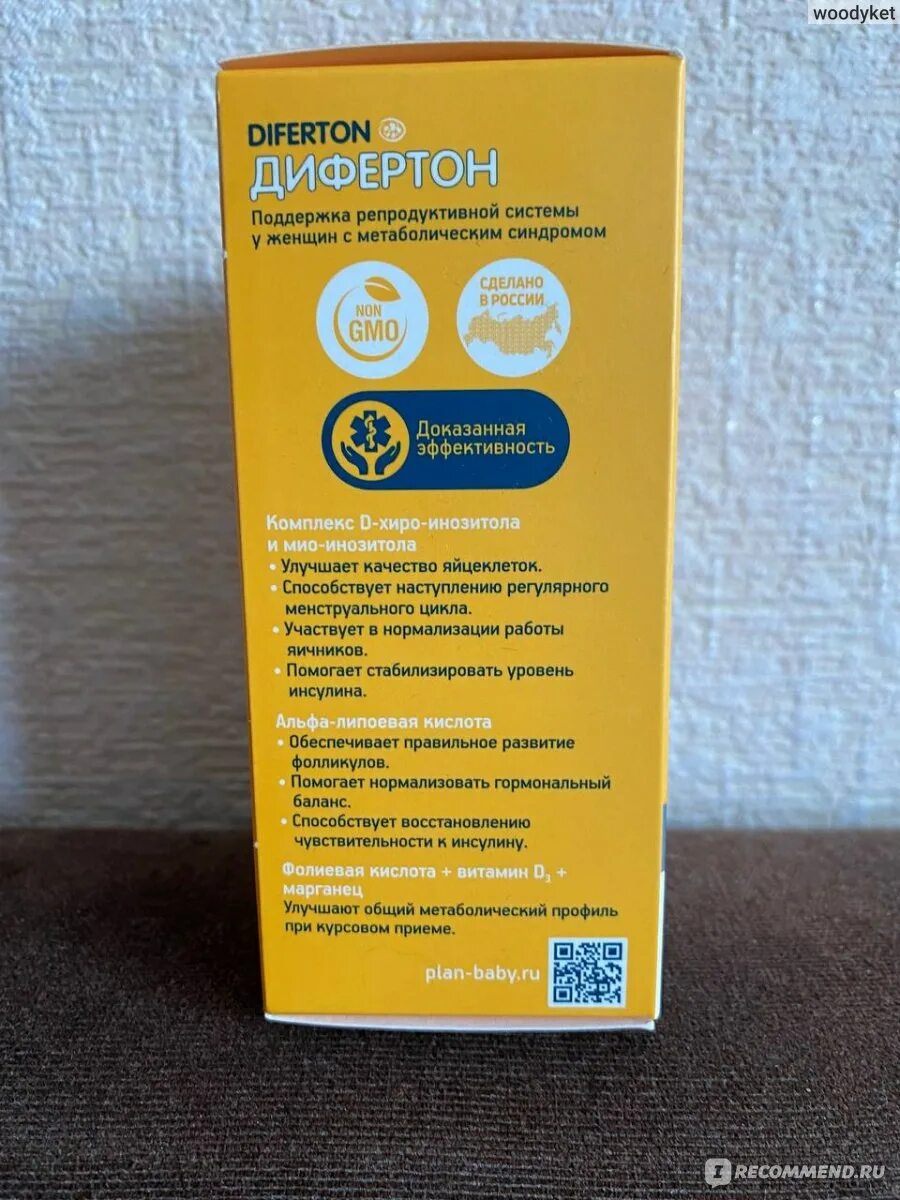 woodyket
DIFERTON
ДИФЕРТОН
Поддержка репродуктивной системы
у женщин с метаболическим синдромом
NON
GMO
СДЕЛАНО
В РОССИИ
Доказанная
эффективность
Комплекс D-хиро-инозитола
и мио-инозитола
• Улучшает качество яйцеклеток.
• Способствует наступлению регулярного
менструального цикла.
• Участвует в нормализации работы
яичников.
• Помогает стабилизировать уровень
инсулина.
Альфа-липоевая кислота
• Обеспечивает правильное развитие
фолликулов.
• Помогает нормализовать гормональный
баланс.
• Способствует восстановлению
чувствительности к инсулину.
Фолиевая кислота + витамин D₃ +
марганец
Улучшают общий метаболический профиль
при курсовом приеме.
plan-baby.ru
I RECOMMEND.RU